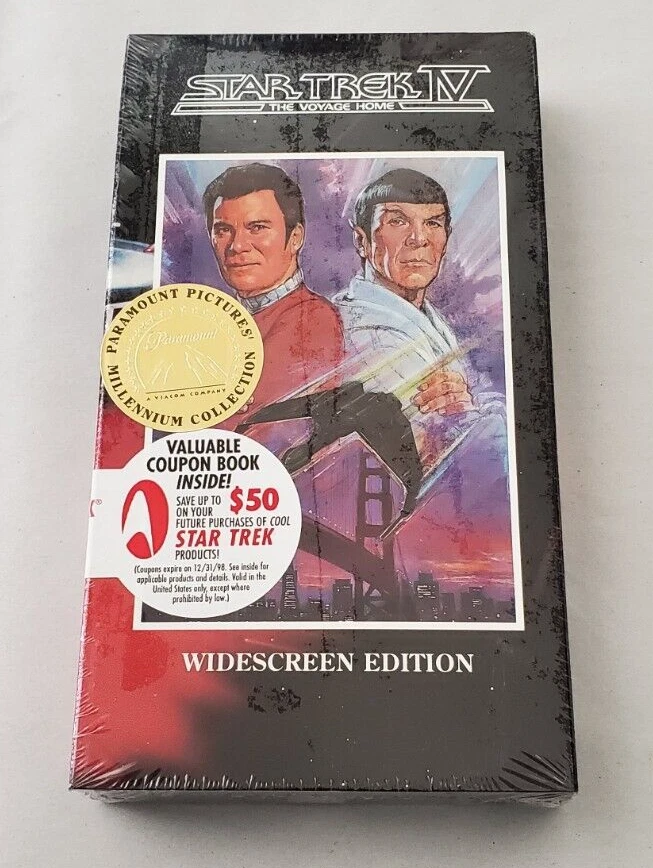 STAR TREK IV
THE VOYAGE HOME
PARAMOUNT PICTURES'
Paramount
A VIACOM COMPANY
MILLENNIUM COLLECTION
VALUABLE
COUPON BOOK
INSIDE!
SAVE UP TO $50
ON YOUR
FUTURE PURCHASES OF COOL
STAR TREK
PRODUCTS!
(Coupons expire on 12/31/98. See inside for
applicable products and details. Valid in the
United States only, except where
prohibited by law.)
WIDESCREEN EDITION